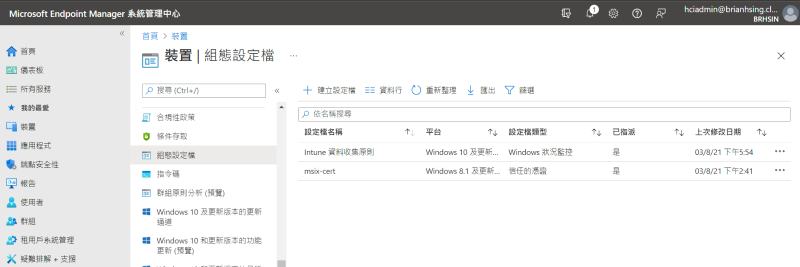 Microsoft Endpoint Manager 系統管理中心
1
hciadmin@brianhsing.cl...
BRHSIN
«
首頁
儀表板
所有服務
我的最愛
裝置
應用程式
端點安全性
報告
使用者
群組
租用戶系統管理
疑難排解 + 支援
首頁 > 裝置 >
裝置 | 組態設定檔 ...
搜尋 (Ctrl+/)
«
合規性政策
條件存取
組態設定檔
指令碼
群組原則分析 (預覽)
Windows 10 及更新版本的更新
通道
Windows 10 和更新版本的功能
更新 (預覽)
建立設定檔 資料行 重新整理 匯出 篩選
依名稱搜尋
設定檔名稱 平台 設定檔類型 已指派 上次修改日期
Intune 資料收集原則 Windows 10 及更新... Windows 狀況監控 是 03/8/21 下午5:54 ...
msix-cert Windows 8.1 及更新... 信任的憑證 是 03/8/21 下午2:41 ...